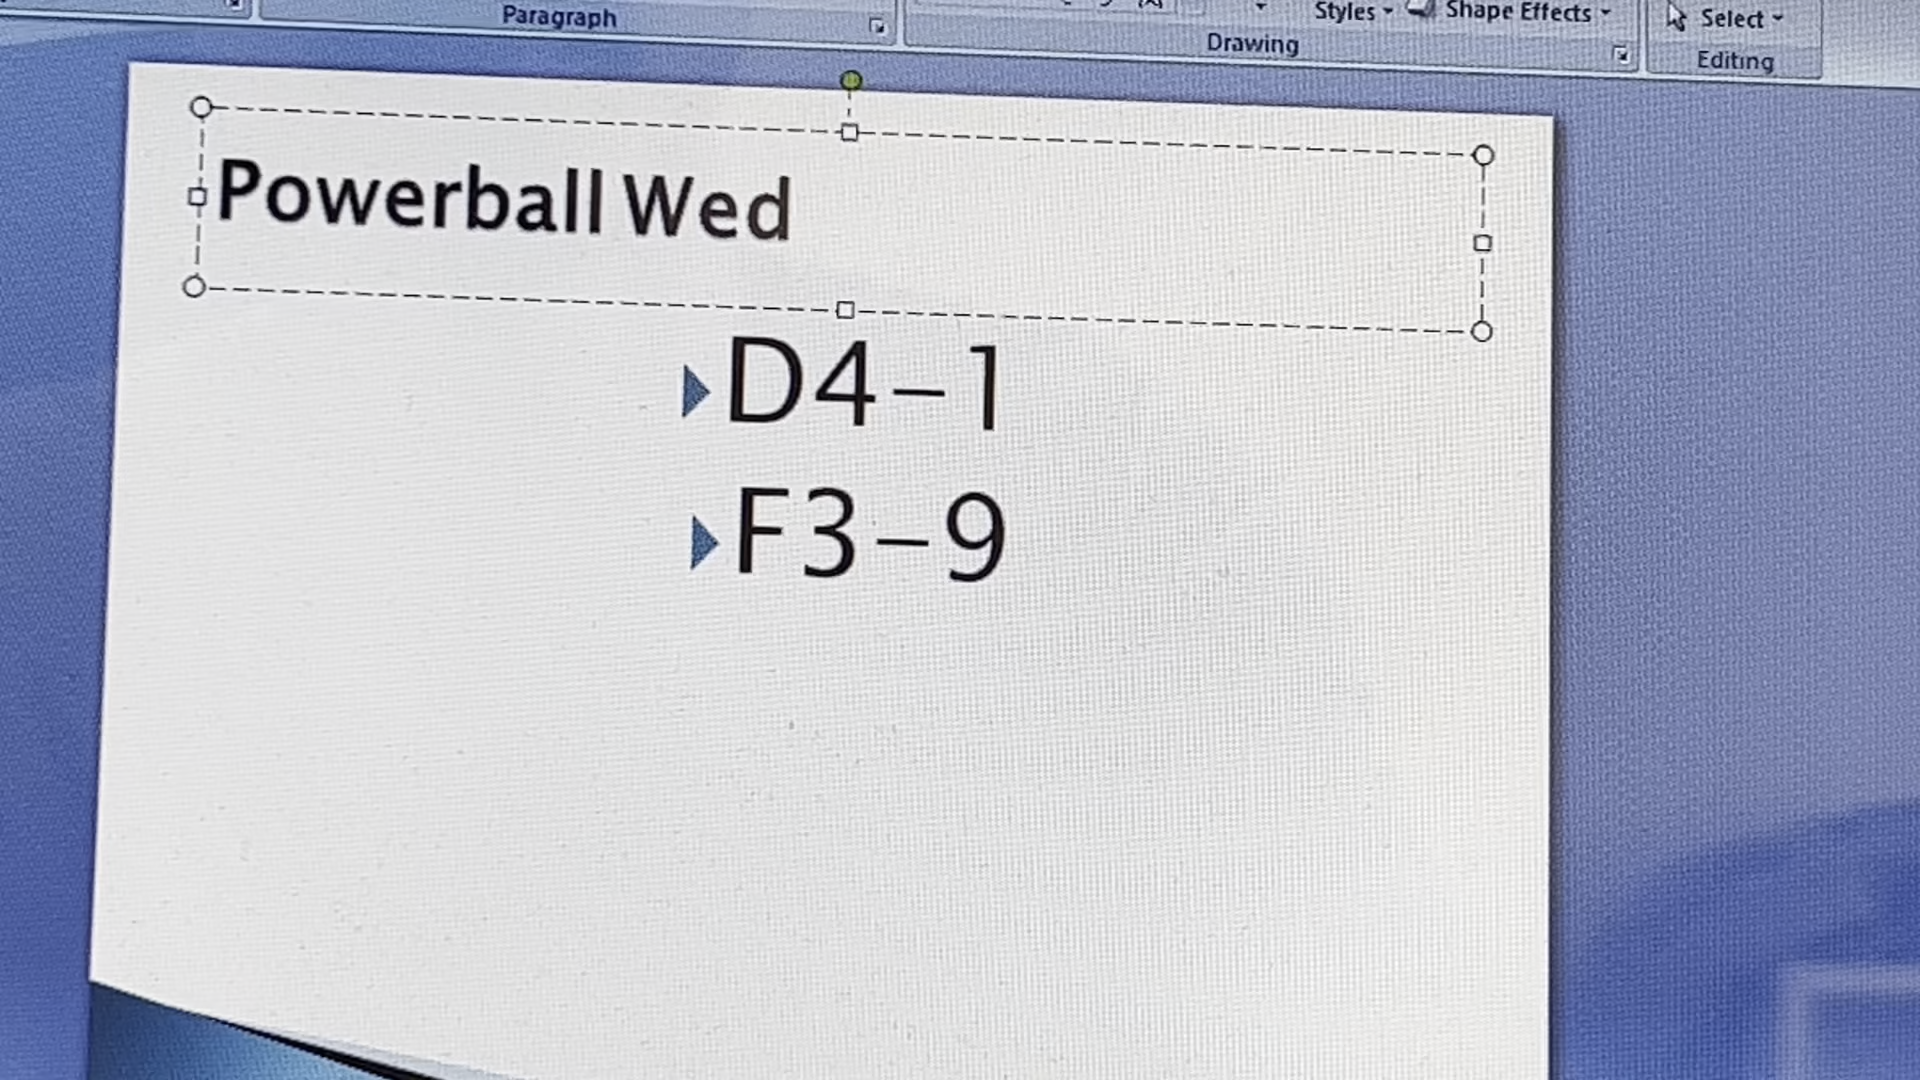 Paragraph
Drawing
Styles
Shape Effects
Select
Editing
Powerball Wed
D4-1
F3-9